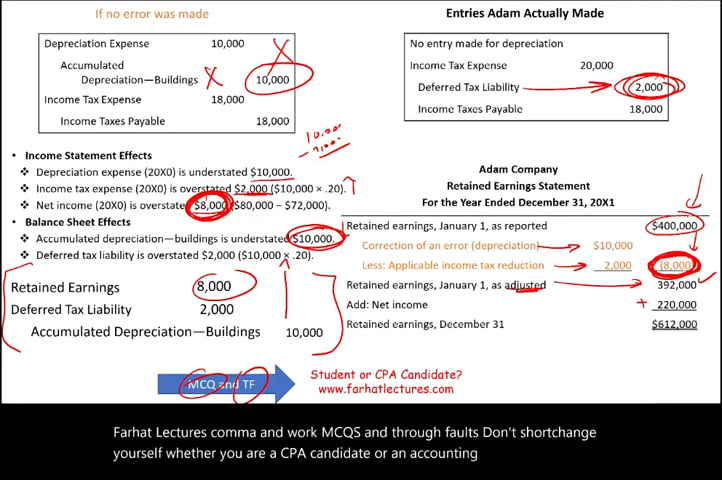 If no error was made
Depreciation Expense 10,000
Accumulated
Depreciation—Buildings 10,000
Income Tax Expense 18,000
Income Taxes Payable 18,000
Entries Adam Actually Made
No entry made for depreciation
Income Tax Expense 20,000
Deferred Tax Liability 2,000
Income Taxes Payable 18,000
• Income Statement Effects
❖ Depreciation expense (20X0) is understated $10,000.
❖ Income tax expense (20X0) is overstated $2,000 ($10,000 × .20).
❖ Net income (20X0) is overstated $8,000 ($80,000 – $72,000).
• Balance Sheet Effects
❖ Accumulated depreciation—buildings is understated $10,000.
❖ Deferred tax liability is overstated $2,000 ($10,000 × .20).
Retained Earnings 8,000
Deferred Tax Liability 2,000
Accumulated Depreciation—Buildings 10,000
Adam Company
Retained Earnings Statement
For the Year Ended December 31, 20X1
Retained earnings, January 1, as reported $400,000
Correction of an error (depreciation) $10,000
Less: Applicable income tax reduction 2,000 (8,000)
Retained earnings, January 1, as adjusted 392,000
Add: Net income 220,000
Retained earnings, December 31 $612,000
MCQ and TF
Student or CPA Candidate?
www.farhatlectures.com
Farhat Lectures comma and work MCQS and through faults Don't shortchange
yourself whether you are a CPA candidate or an accounting